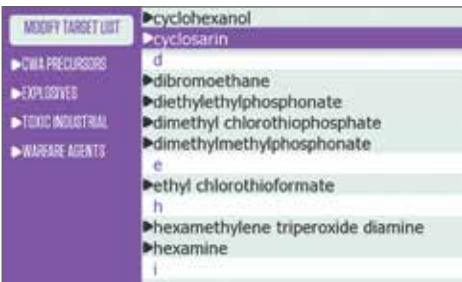 MODIFY TARGET LIST
▶CWA PRECURSORS
▶EXPLOSIVES
▶TOXIC INDUSTRIAL
▶WARFARE AGENTS
▶cyclohexanol
▶cyclosarin
d
▶dibromoethane
▶diethylethylphosphonate
▶dimethyl chlorothiophosphate
▶dimethylmethylphosphonate
e
▶ethyl chlorothioformate
h
▶hexamethylene triperoxide diamine
▶hexamine
i